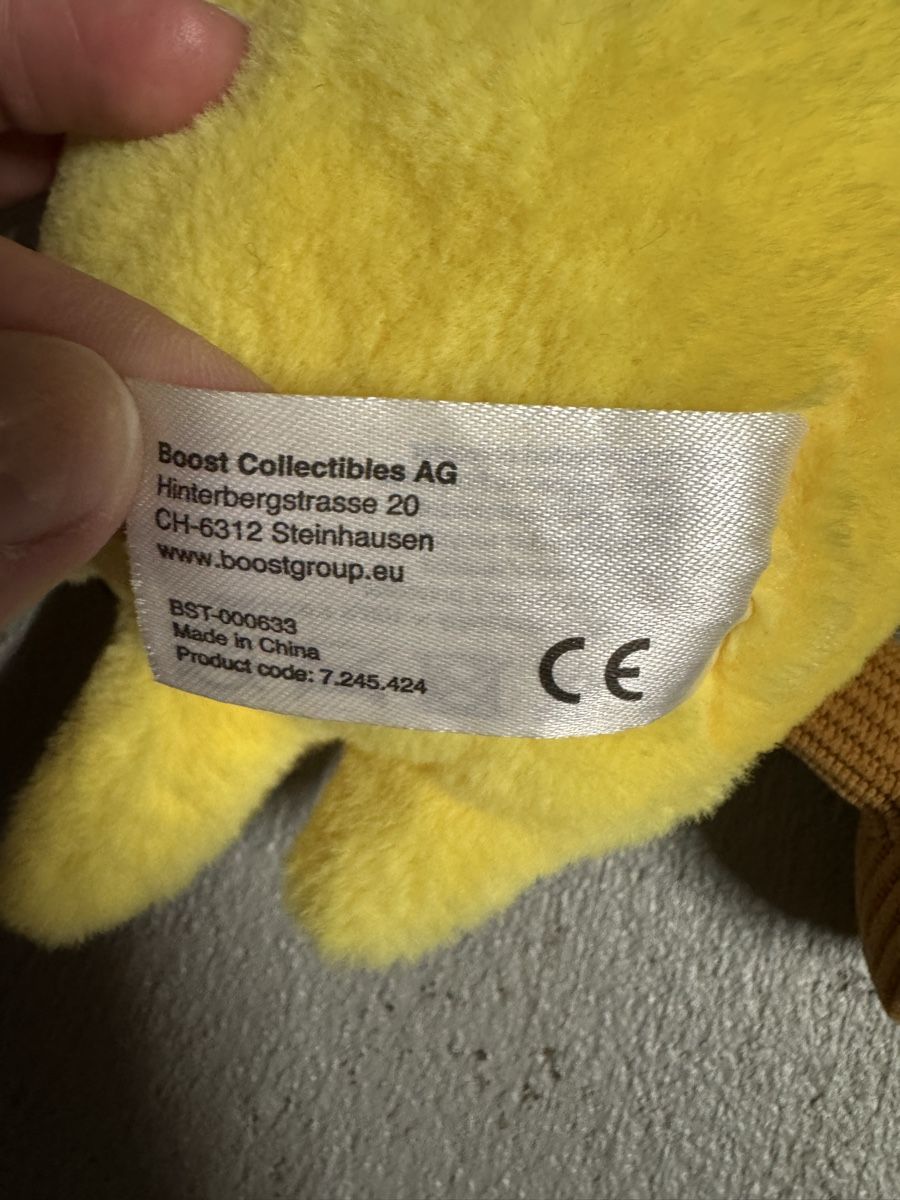 Boost Collectibles AG
Hinterbergstrasse 20
CH-6312 Steinhausen
www.boostgroup.eu
BST-000633
Made in China
Product code: 7.245.424
CE